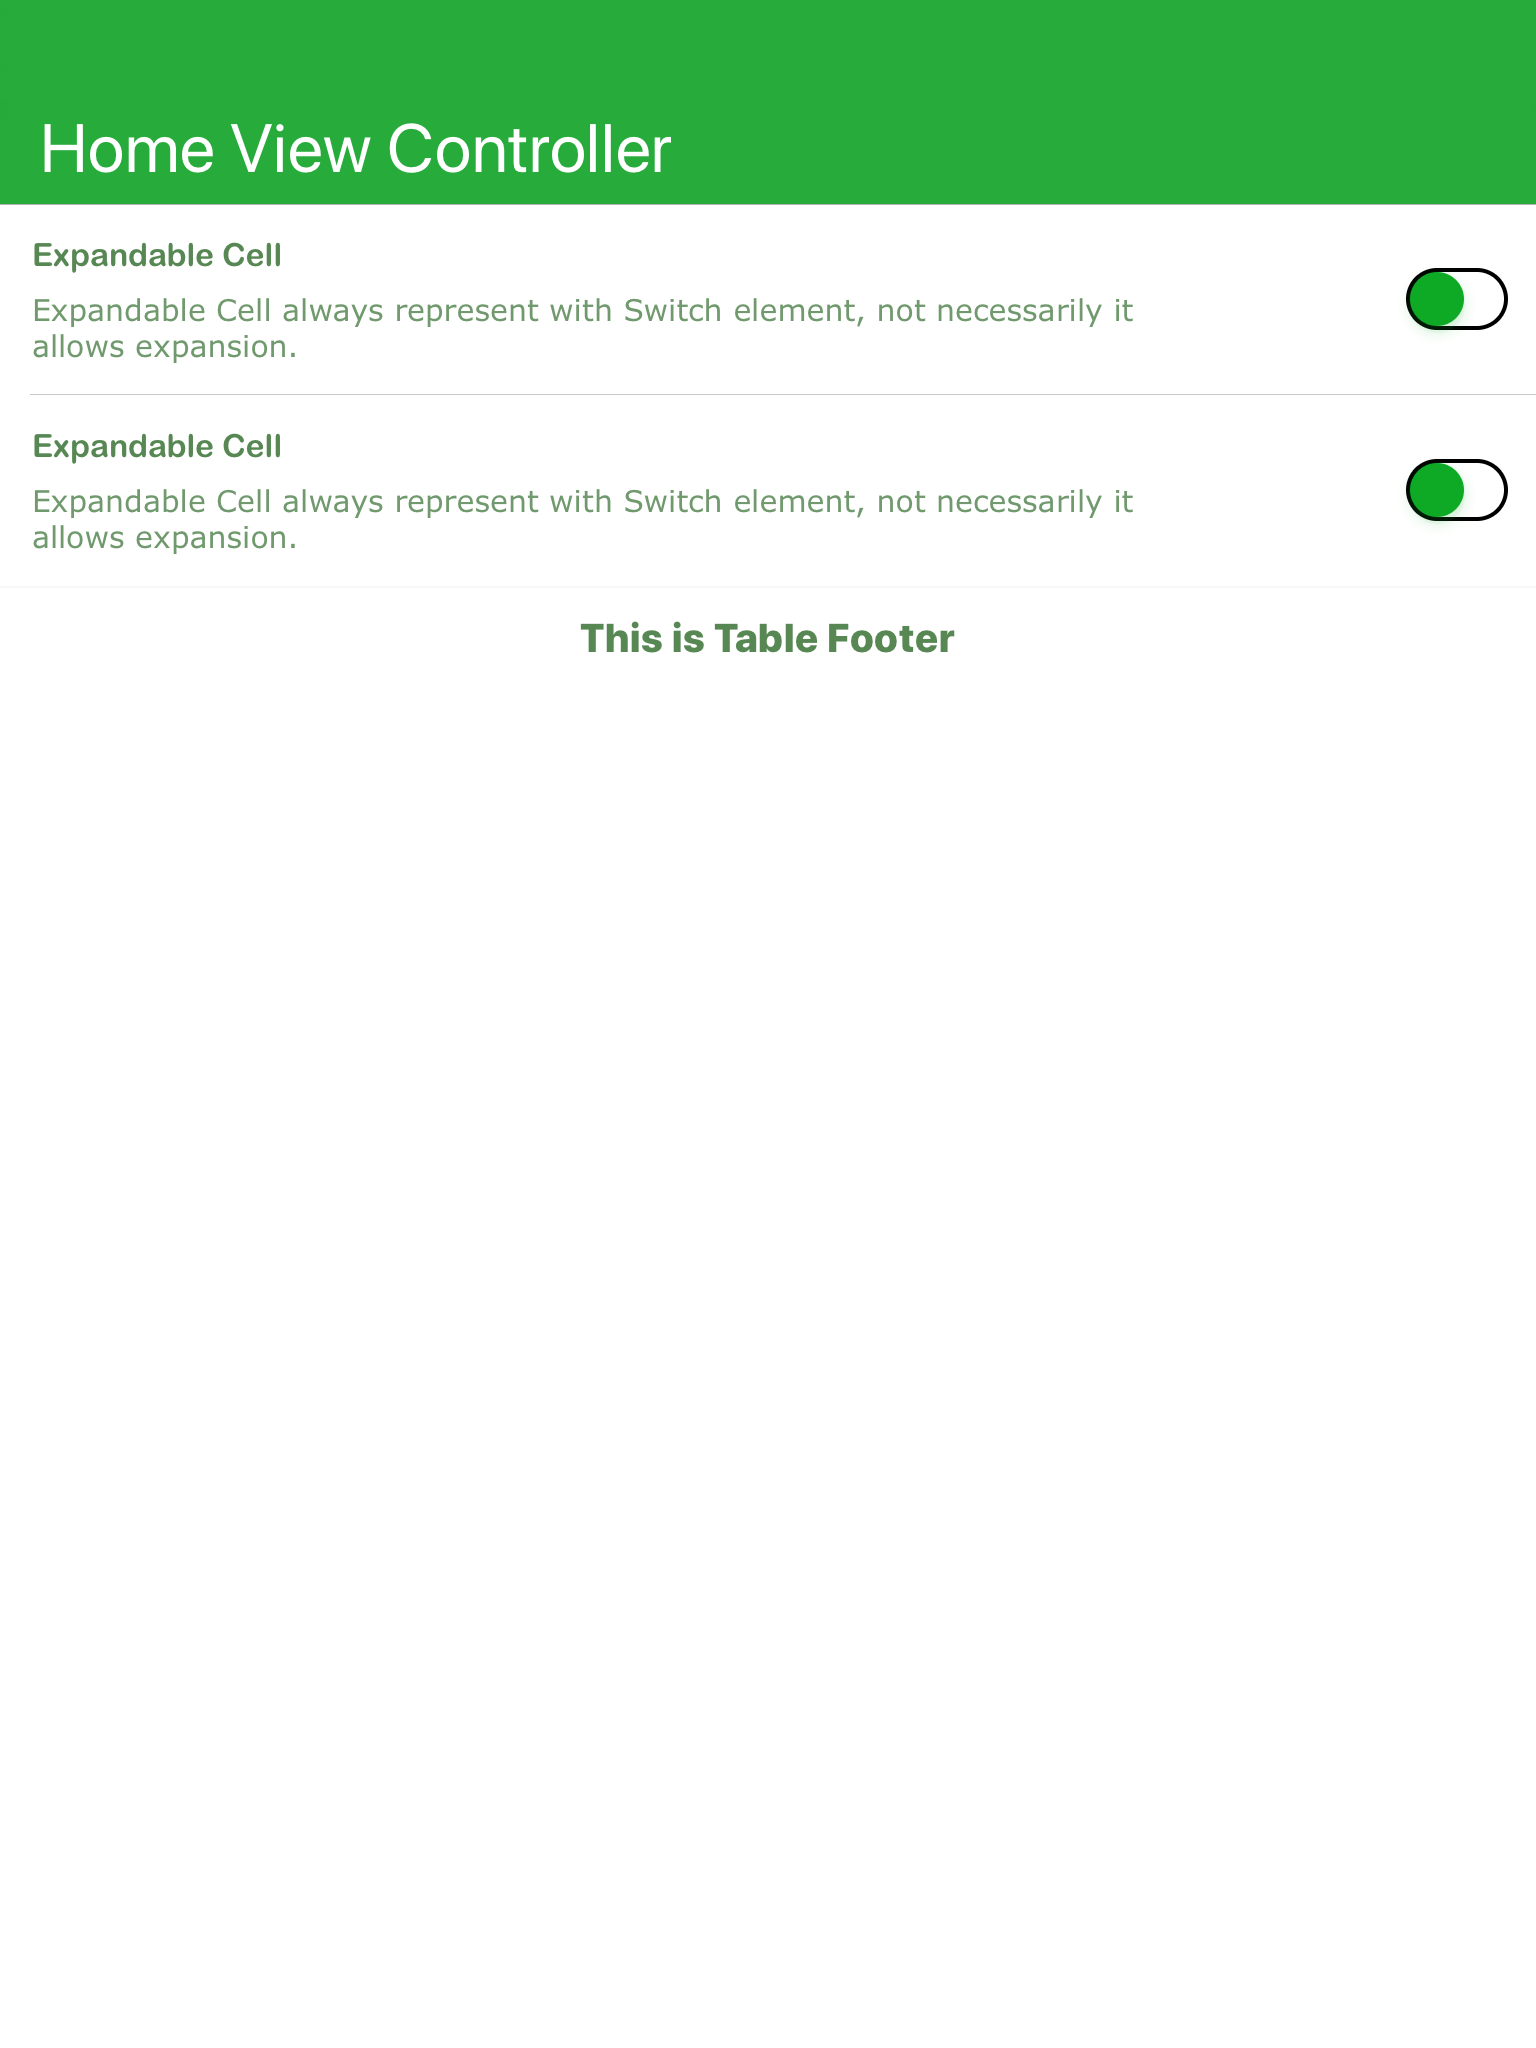 Home View Controller
Expandable Cell
Expandable Cell always represent with Switch element, not necessarily it
allows expansion.
Expandable Cell
Expandable Cell always represent with Switch element, not necessarily it
allows expansion.
This is Table Footer